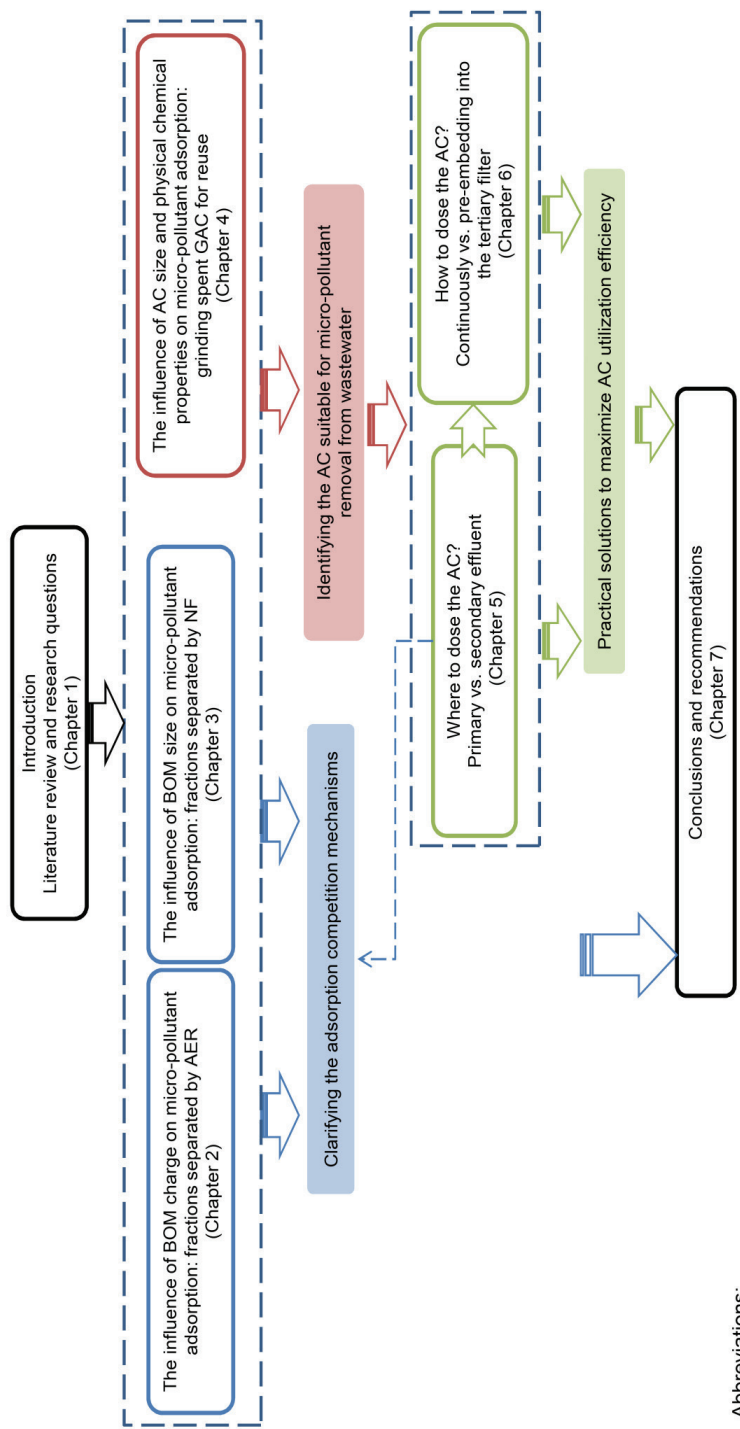 Introduction
Literature review and research questions
(Chapter 1)
The influence of BOM charge on micro-pollutant
adsorption: fractions separated by AER
(Chapter 2)
The influence of BOM size on micro-pollutant
adsorption: fractions separated by NF
(Chapter 3)
The influence of AC size and physical chemical
properties on micro-pollutant adsorption:
grinding spent GAC for reuse
(Chapter 4)
Clarifying the adsorption competition mechanisms
Identifying the AC suitable for micro-pollutant
removal from wastewater
Where to dose the AC?
Primary vs. secondary effluent
(Chapter 5)
How to dose the AC?
Continuously vs. pre-embedding into
the tertiary filter
(Chapter 6)
Practical solutions to maximize AC utilization efficiency
Conclusions and recommendations
(Chapter 7)
Abbreviations: